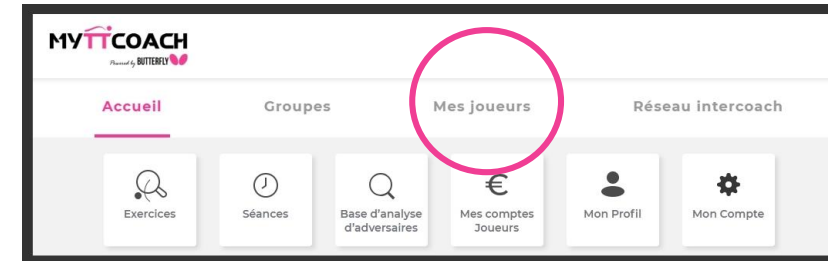 MYTTCOACH
Powered by BUTTERFLY
Accueil Groupes Mes joueurs Réseau intercoach
Exercices Séances Base d'analyse d'adversaires Mes comptes Joueurs Mon Profil Mon Compte